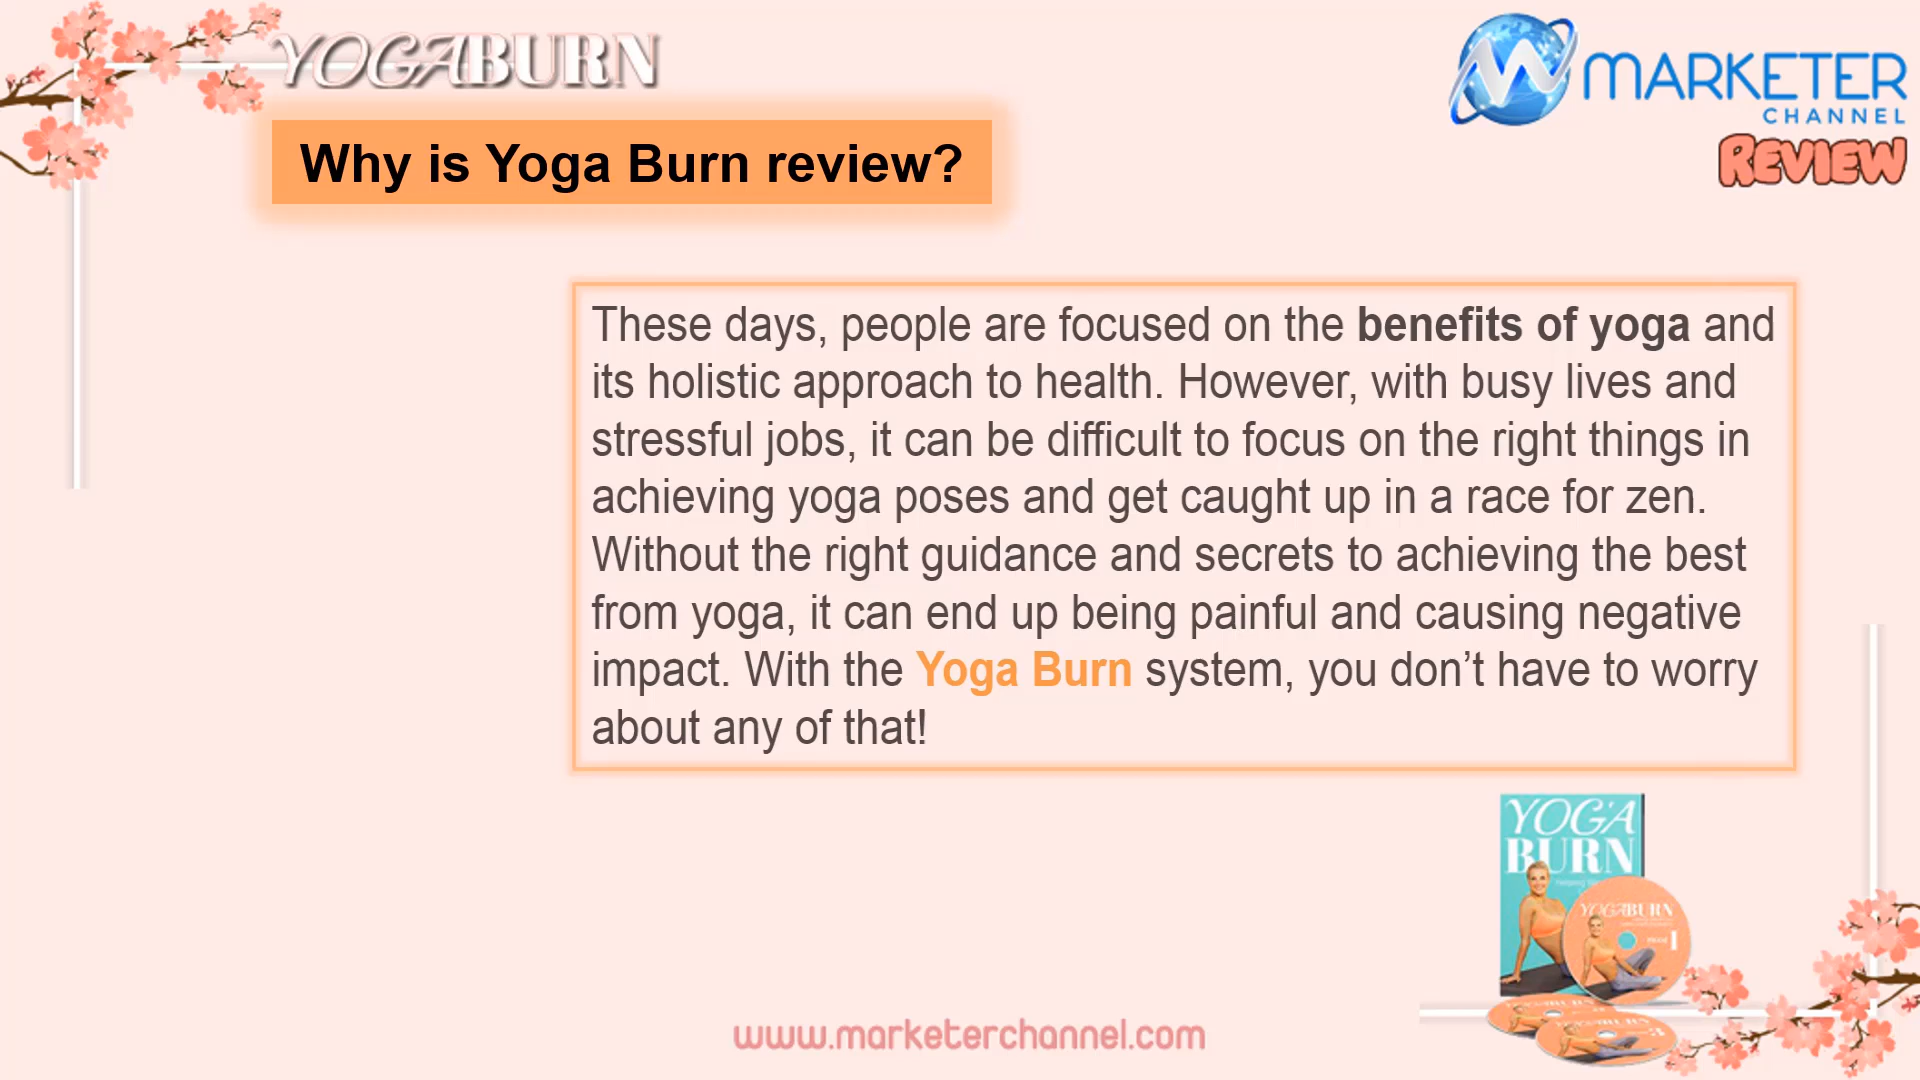 YOGABURN
MARKETER
CHANNEL
REVIEW
Why is Yoga Burn review?
These days, people are focused on the benefits of yoga and
its holistic approach to health. However, with busy lives and
stressful jobs, it can be difficult to focus on the right things in
achieving yoga poses and get caught up in a race for zen.
Without the right guidance and secrets to achieving the best
from yoga, it can end up being painful and causing negative
impact. With the Yoga Burn system, you don’t have to worry
about any of that!
YOGA
BURN
YOGABURN
1
www.marketerchannel.com